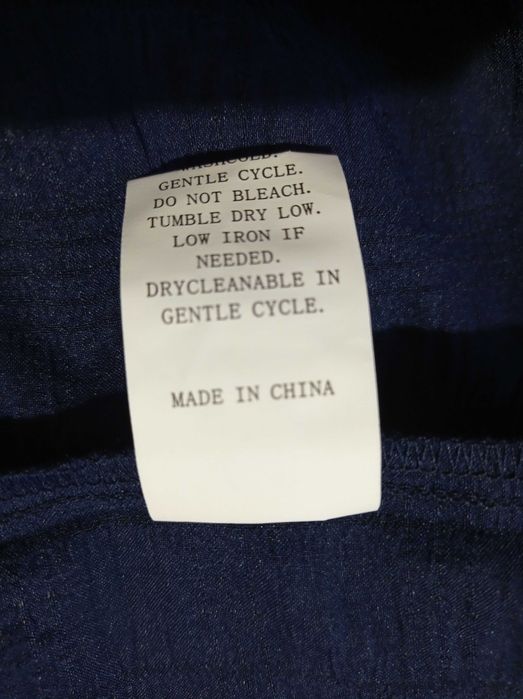 GENTLE CYCLE.
DO NOT BLEACH.
TUMBLE DRY LOW.
LOW IRON IF
NEEDED.
DRYCLEANABLE IN
GENTLE CYCLE.
MADE IN CHINA